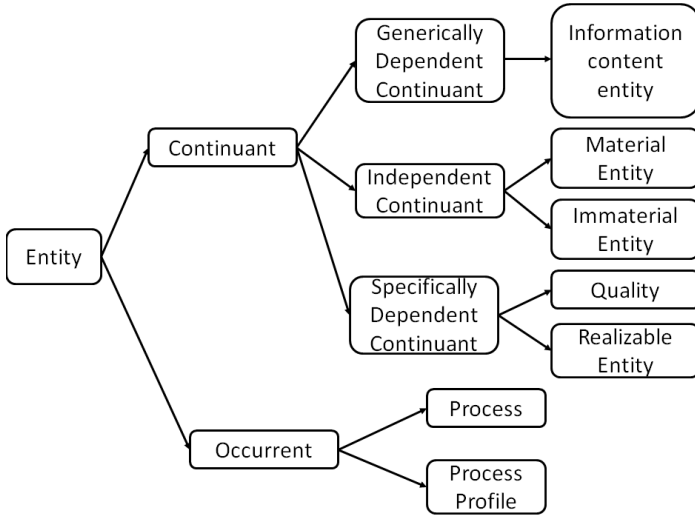 Entity
Continuant
Occurrent
Generically
Dependent
Continuant
Independent
Continuant
Specifically
Dependent
Continuant
Process
Process
Profile
Information
content
entity
Material
Entity
Immaterial
Entity
Quality
Realizable
Entity